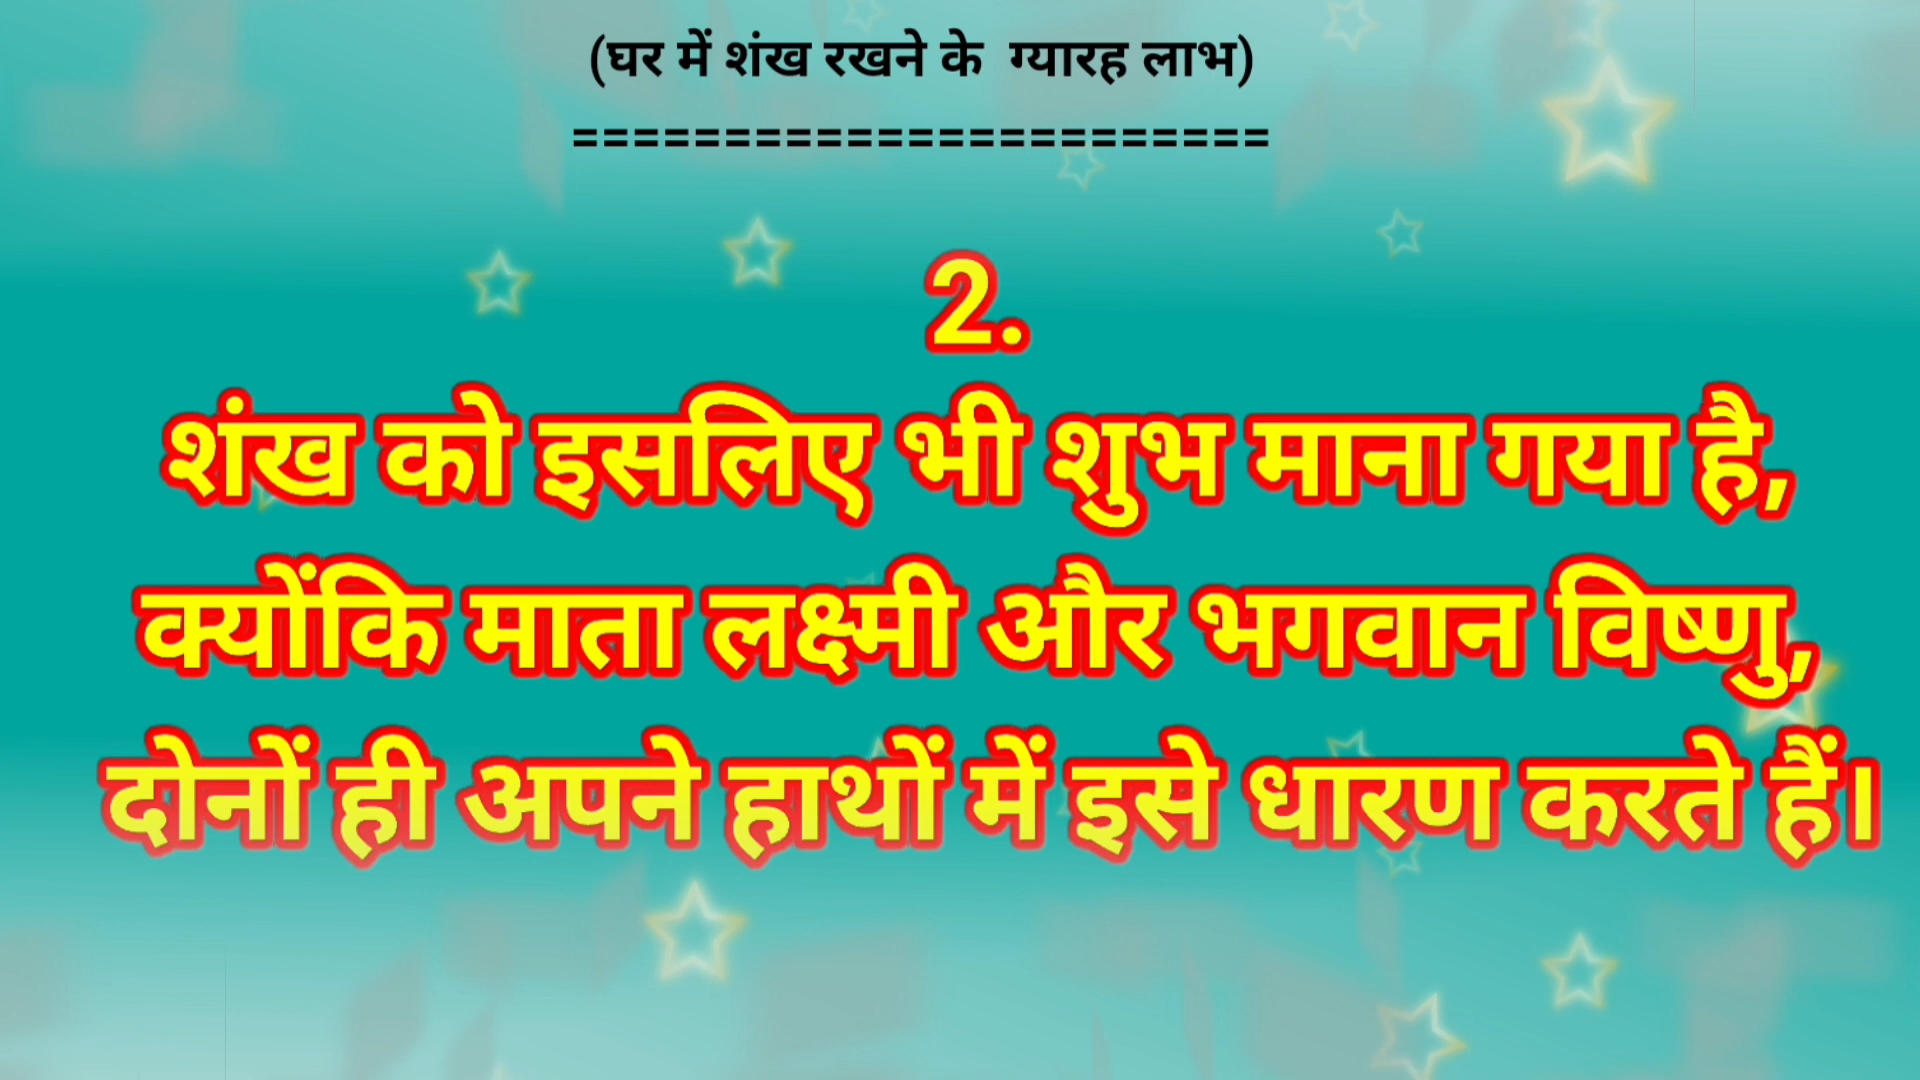 (घर में शंख रखने के ग्यारह लाभ)
=======================
2.
शंख को इसलिए भी शुभ माना गया है,
क्योंकि माता लक्ष्मी और भगवान विष्णु,
दोनों ही अपने हाथों में इसे धारण करते हैं।